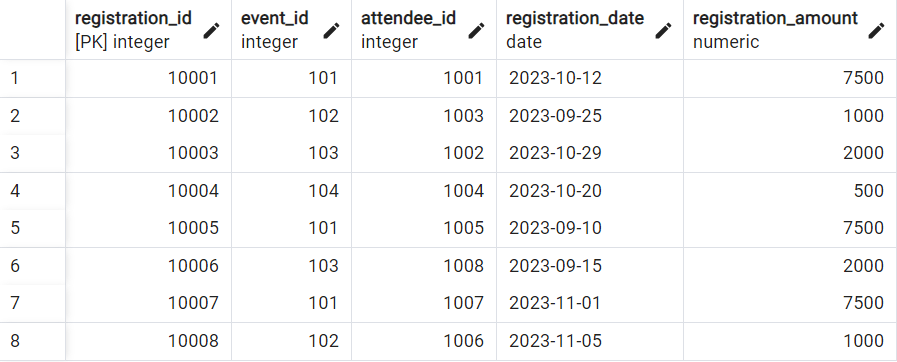 registration_id event_id attendee_id registration_date registration_amount
[PK] integer integer integer date numeric
1 10001 101 1001 2023-10-12 7500
2 10002 102 1003 2023-09-25 1000
3 10003 103 1002 2023-10-29 2000
4 10004 104 1004 2023-10-20 500
5 10005 101 1005 2023-09-10 7500
6 10006 103 1008 2023-09-15 2000
7 10007 101 1007 2023-11-01 7500
8 10008 102 1006 2023-11-05 1000